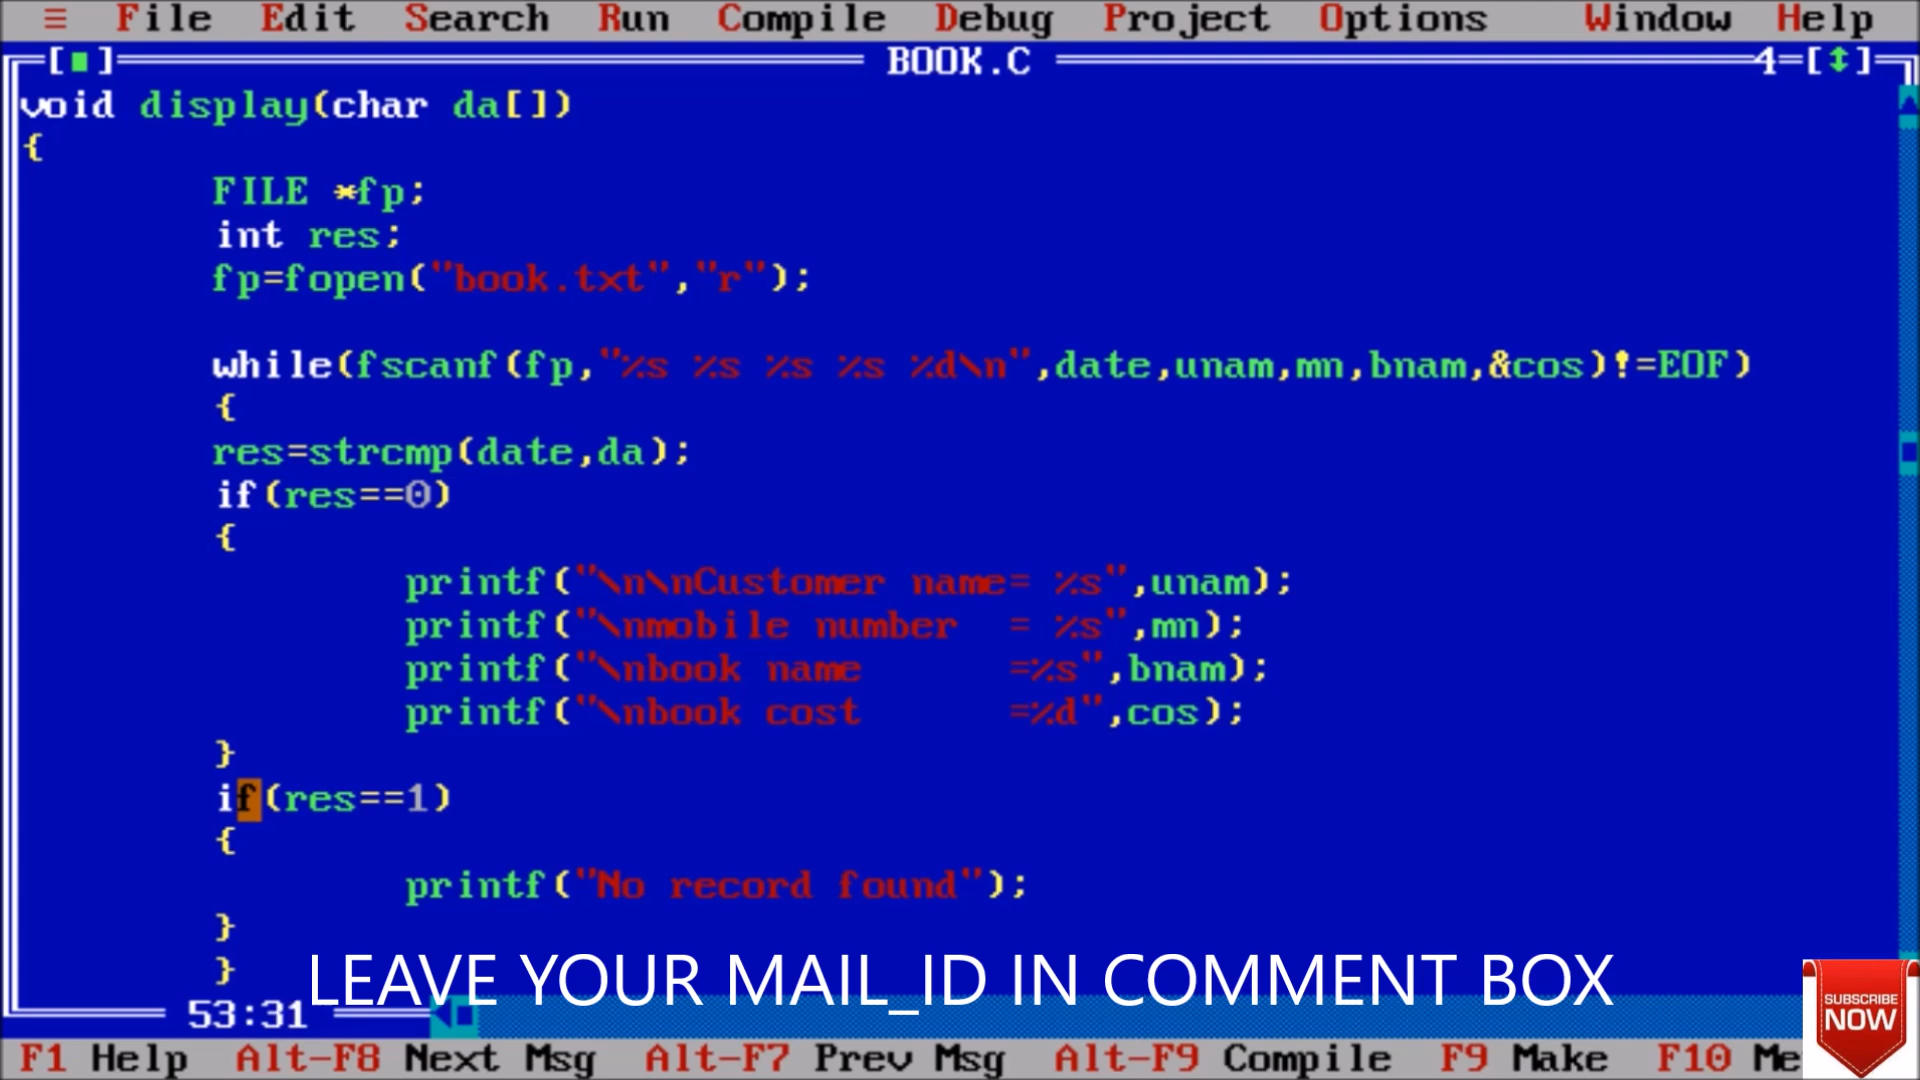 ≡ File Edit Search Run Compile Debug Project Options Window Help
[■] BOOK.C 4=[↕]
void display(char da[])
{
FILE *fp;
int res;
fp=fopen("book.txt","r");
while(fscanf(fp,"%s %s %s %s %d\n",date,unam,mn,bnam,&cos)!=EOF)
{
res=strcmp(date,da);
if(res==0)
{
printf("\n\nCustomer name= %s",unam);
printf("\nmobile number  = %s",mn);
printf("\nbook name      =%s",bnam);
printf("\nbook cost      =%d",cos);
}
if(res==1)
{
printf("No record found");
}
}
LEAVE YOUR MAIL_ID IN COMMENT BOX
53:31
SUBSCRIBE
NOW
F1 Help Alt-F8 Next Msg Alt-F7 Prev Msg Alt-F9 Compile F9 Make F10 Me